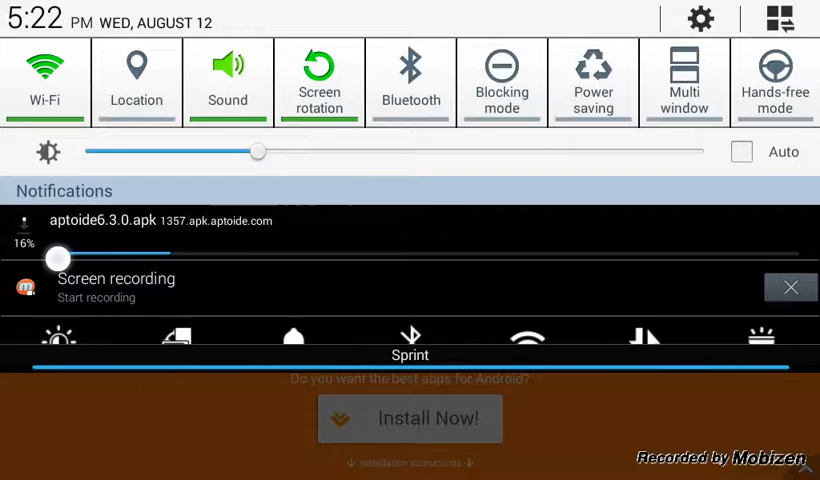 5:22 PM WED, AUGUST 12
Wi-Fi
Location
Sound
Screen
rotation
Bluetooth
Blocking
mode
Power
saving
Multi
window
Hands-free
mode
Auto
Notifications
aptoide6.3.0.apk 1357.apk.aptoide.com
16%
Screen recording
Start recording
Sprint
Do you want the best apps for Android?
Install Now!
↓ installation instructions ↓
Recorded by Mobizen